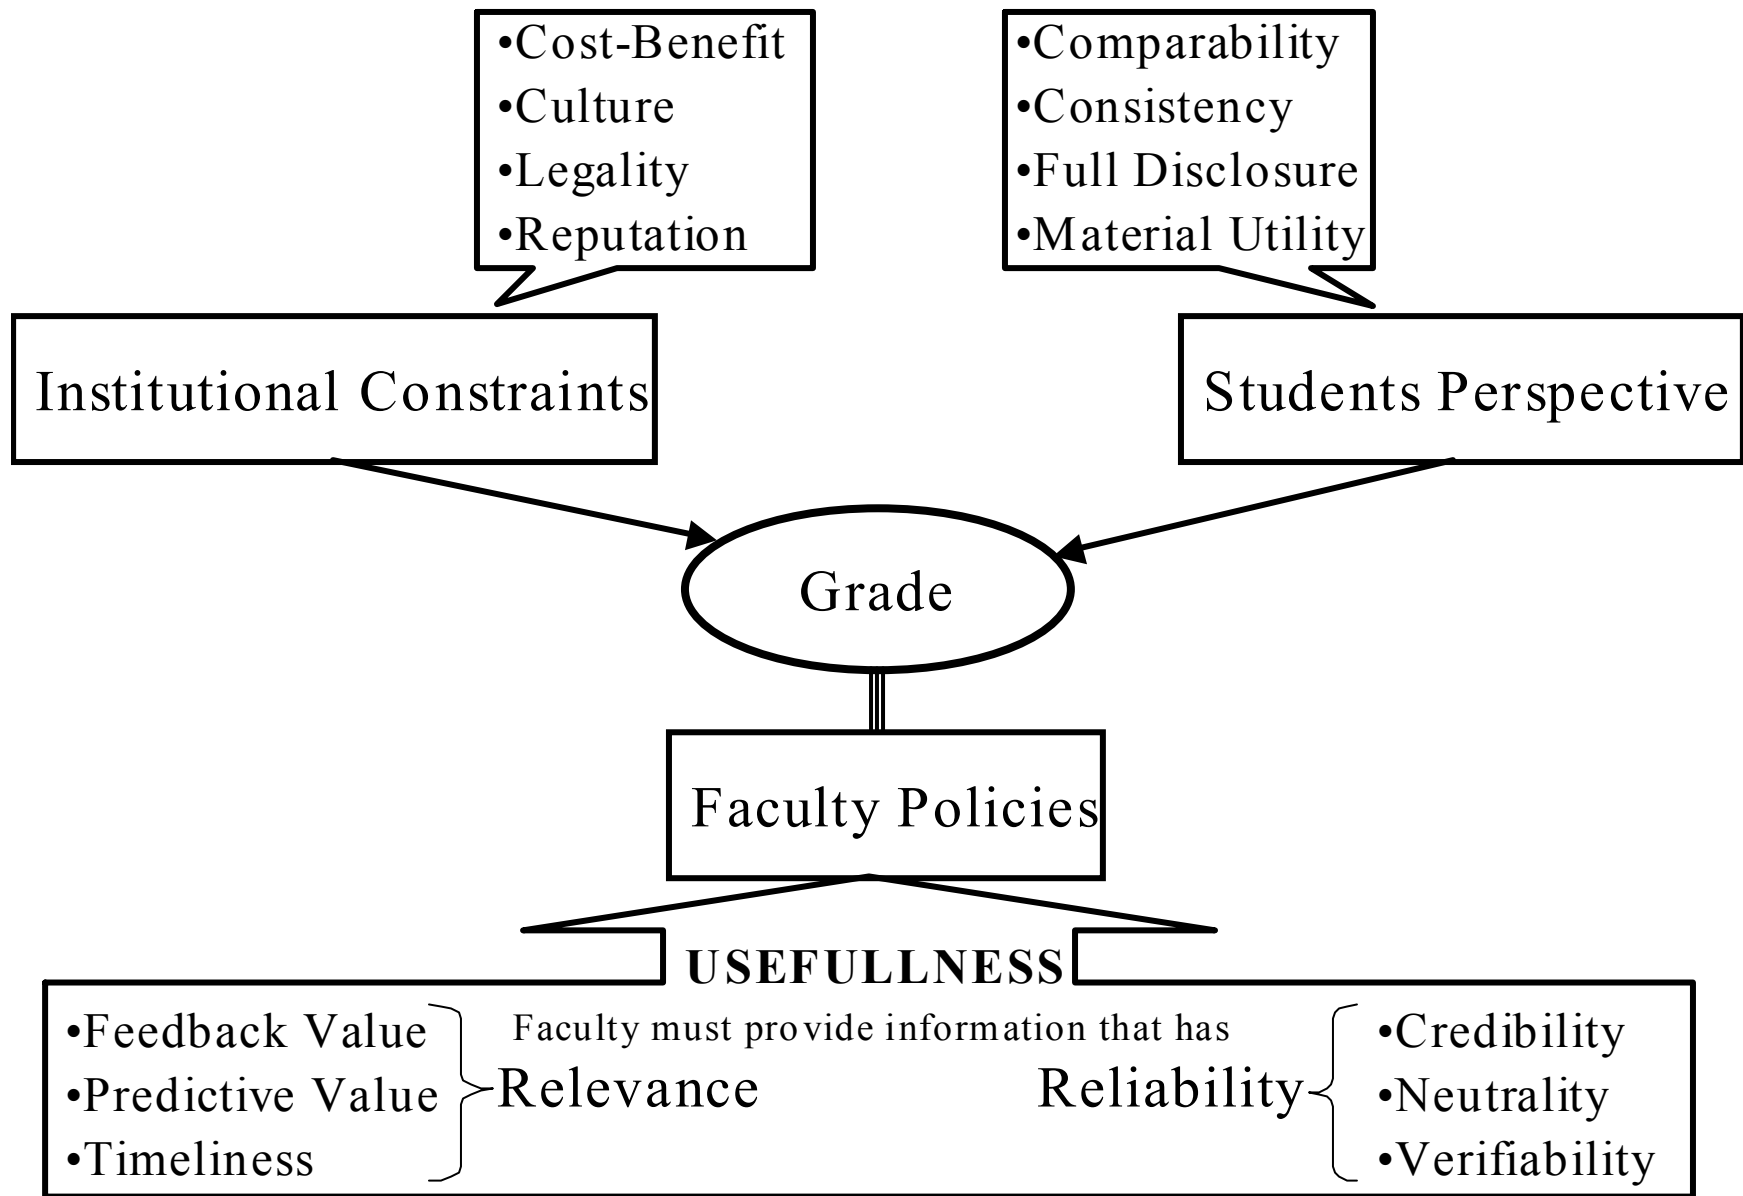 •Cost-Benefit
•Culture
•Legality
•Reputation
•Comparability
•Consistency
•Full Disclosure
•Material Utility
Institutional Constraints
Students Perspective
Grade
Faculty Policies
USEFULLNESS
Faculty must provide information that has
•Feedback Value
•Predictive Value
•Timeliness
Relevance
Reliability
•Credibility
•Neutrality
•Verifiability